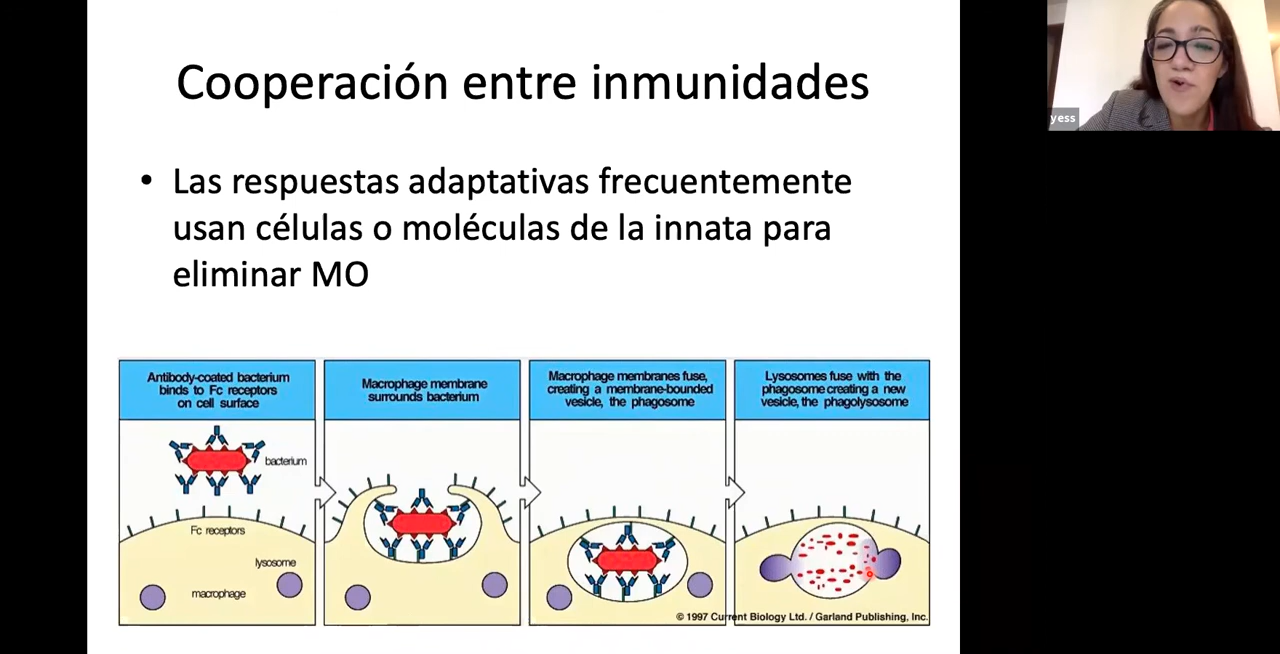 Cooperación entre inmunidades
yess
• Las respuestas adaptativas frecuentemente
usan células o moléculas de la innata para
eliminar MO
Antibody-coated bacterium
binds to Fc receptors
on cell surface
bacterium
Fc receptors
lysosome
macrophage
Macrophage membrane
surrounds bacterium
Macrophage membranes fuse,
creating a membrane-bounded
vesicle, the phagosome
Lysosomes fuse with the
phagosome creating a new
vesicle, the phagolysosome
© 1997 Current Biology Ltd. / Garland Publishing, Inc.